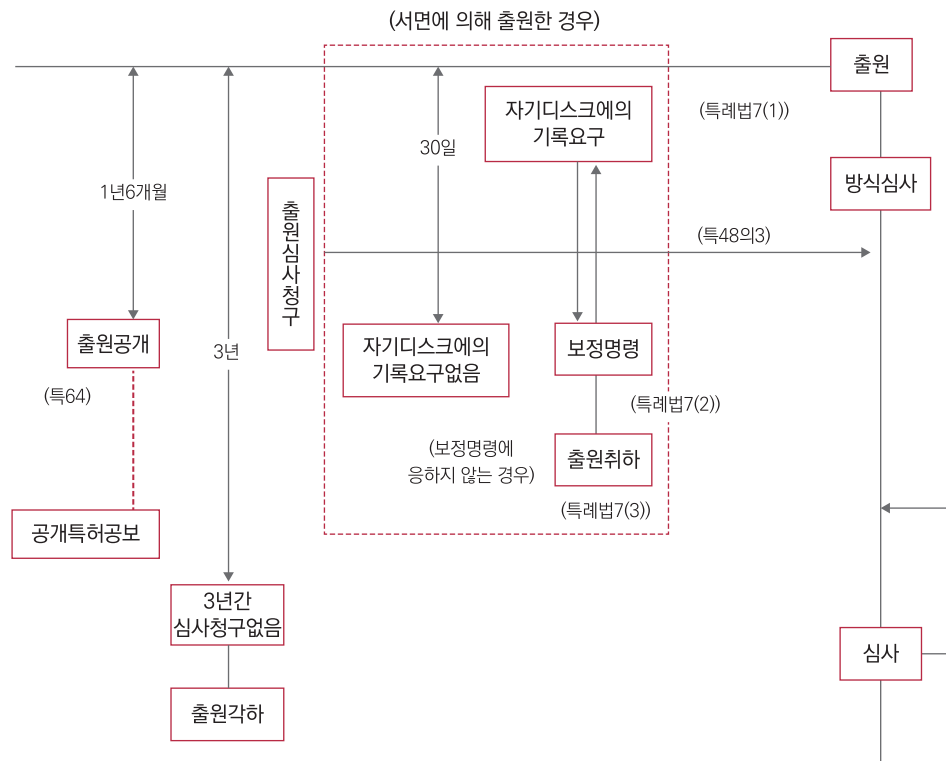 (서면에 의해 출원한 경우)
출원
자기디스크에의
기록요구
(특례법7(1))
30일
방식심사
1년6개월
출원심사청구
(특48의3)
출원공개
자기디스크에의
기록요구없음
보정명령
3년
(특64)
(특례법7(2))
(보정명령에
응하지 않는 경우)
출원취하
(특례법7(3))
공개특허공보
3년간
심사청구없음
심사
출원각하